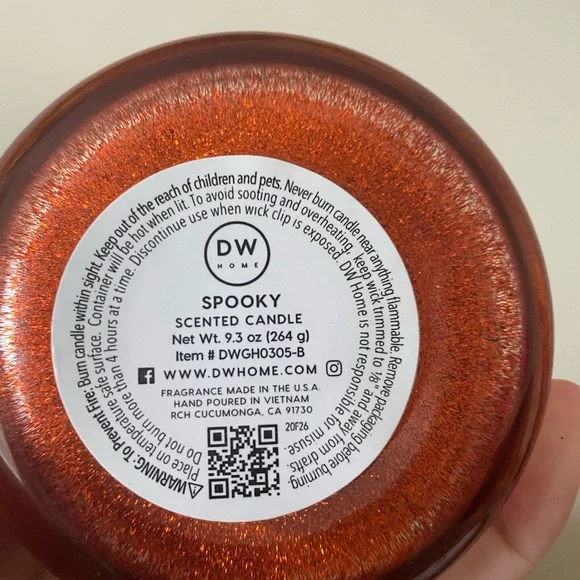 ⚠WARNING: To Prevent Fire: Burn candle within sight. Keep out of the reach of children and pets. Never burn candle near anything flammable. Remove packaging before burning.
Place on temperature safe surface. Container will be hot when lit. To avoid sooting and overheating, keep wick trimmed to 1/8" and away from drafts.
Do not burn more than 4 hours at a time. Discontinue use when wick clip is exposed. DW Home is not responsible for misuse.
DW
HOME
SPOOKY
SCENTED CANDLE
Net Wt. 9.3 oz (264 g)
Item # DWGH0305-B
WWW.DWHOME.COM
FRAGRANCE MADE IN THE U.S.A.
HAND POURED IN VIETNAM
RCH CUCUMONGA, CA 91730
20F26